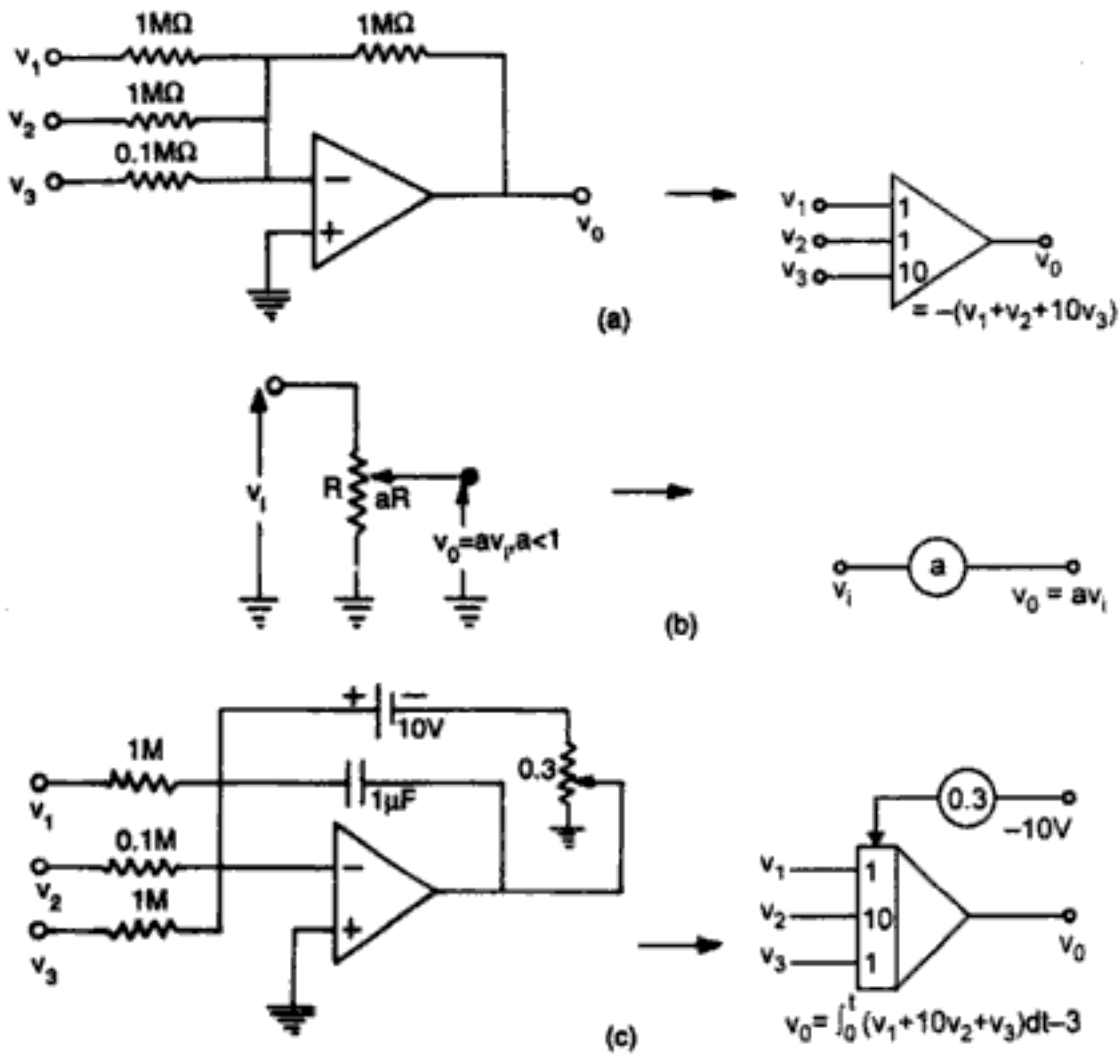 1MΩ
1MΩ
v₁
1MΩ
v₂
0.1MΩ
v₃
−
+
v₀
v₁
1
v₂
1
v₃
10
v₀
= −(v₁+v₂+10v₃)
(a)
vᵢ
R
aR
v₀=avᵢ,a<1
a
vᵢ
v₀ = avᵢ
(b)
+
−
10V
1M
v₁
1μF
0.3
0.1M
v₂
1M
v₃
−
+
0.3
−10V
v₁
1
v₂
10
v₃
1
v₀
v₀=∫₀ᵗ(v₁+10v₂+v₃)dt−3
(c)